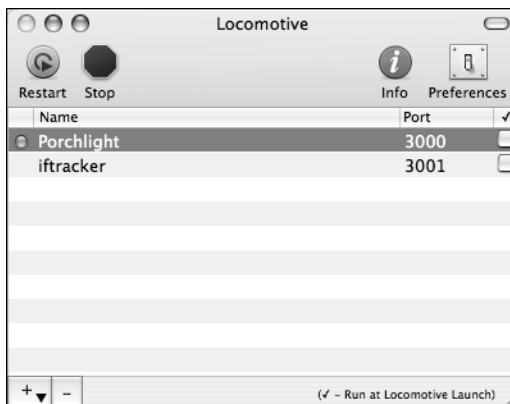 Locomotive
Restart Stop Info Preferences
Name Port ✓
Porchlight 3000
iftracker 3001
+ - (✓ - Run at Locomotive Launch)